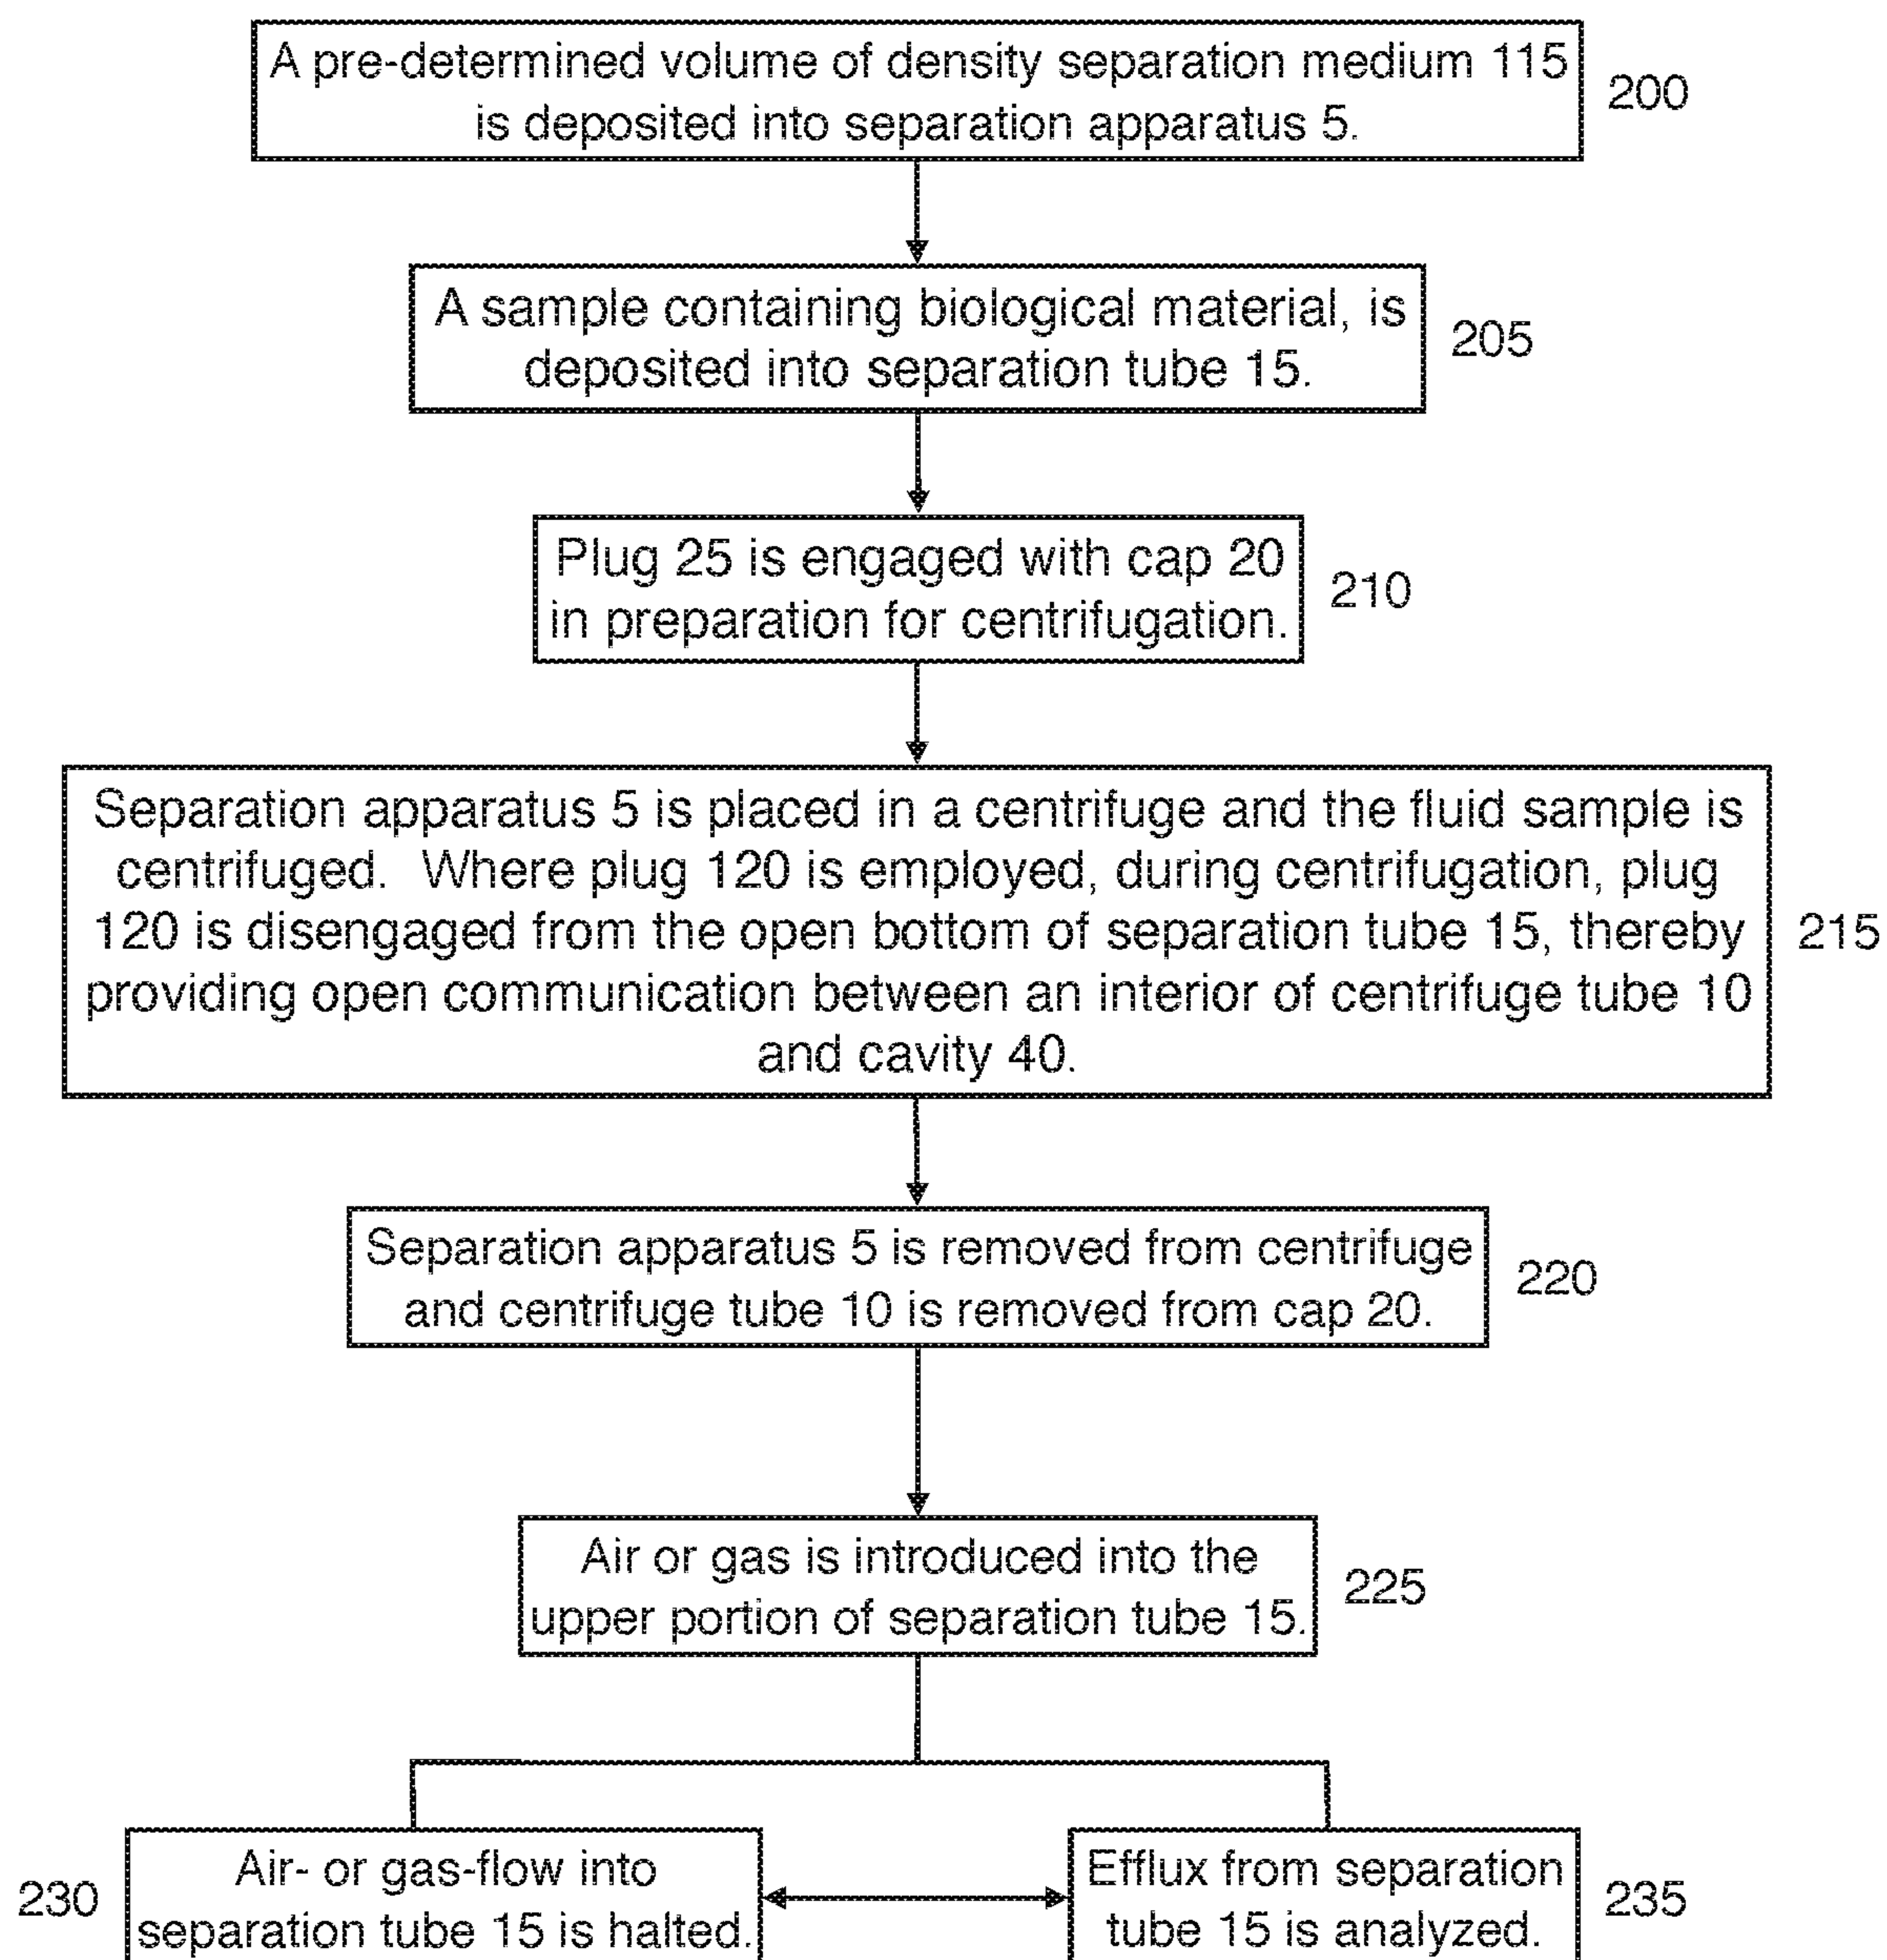 A pre-determined volume of density separation medium 115
is deposited into separation apparatus 5.
200
A sample containing biological material, is
deposited into separation tube 15.
205
Plug 25 is engaged with cap 20
in preparation for centrifugation.
210
Separation apparatus 5 is placed in a centrifuge and the fluid sample is
centrifuged. Where plug 120 is employed, during centrifugation, plug
120 is disengaged from the open bottom of separation tube 15, thereby
providing open communication between an interior of centrifuge tube 10
and cavity 40.
215
Separation apparatus 5 is removed from centrifuge
and centrifuge tube 10 is removed from cap 20.
220
Air or gas is introduced into the
upper portion of separation tube 15.
225
230
Air- or gas-flow into
separation tube 15 is halted.
Efflux from separation
tube 15 is analyzed.
235